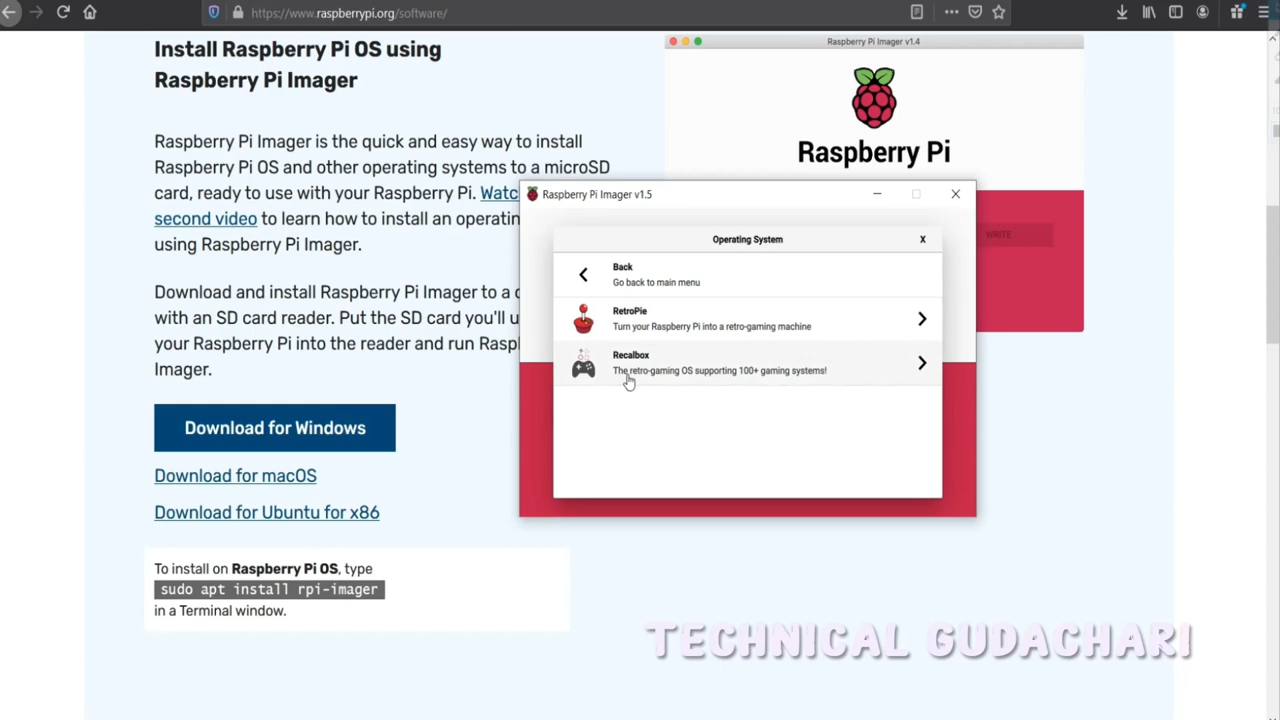 https://www.raspberrypi.org/software/
Install Raspberry Pi OS using
Raspberry Pi Imager
Raspberry Pi Imager is the quick and easy way to install
Raspberry Pi OS and other operating systems to a microSD
card, ready to use with your Raspberry Pi. Watc
second video to learn how to install an operatin
using Raspberry Pi Imager.
Download and install Raspberry Pi Imager to a c
with an SD card reader. Put the SD card you'll u
your Raspberry Pi into the reader and run Rasp
Imager.
Download for Windows
Download for macOS
Download for Ubuntu for x86
To install on Raspberry Pi OS, type
sudo apt install rpi-imager
in a Terminal window.
Raspberry Pi Imager v1.4
Raspberry Pi
WRITE
Raspberry Pi Imager v1.5
Operating System
X
Back
Go back to main menu
RetroPie
Turn your Raspberry Pi into a retro-gaming machine
Recalbox
The retro-gaming OS supporting 100+ gaming systems!
TECHNICAL GUDACHARI